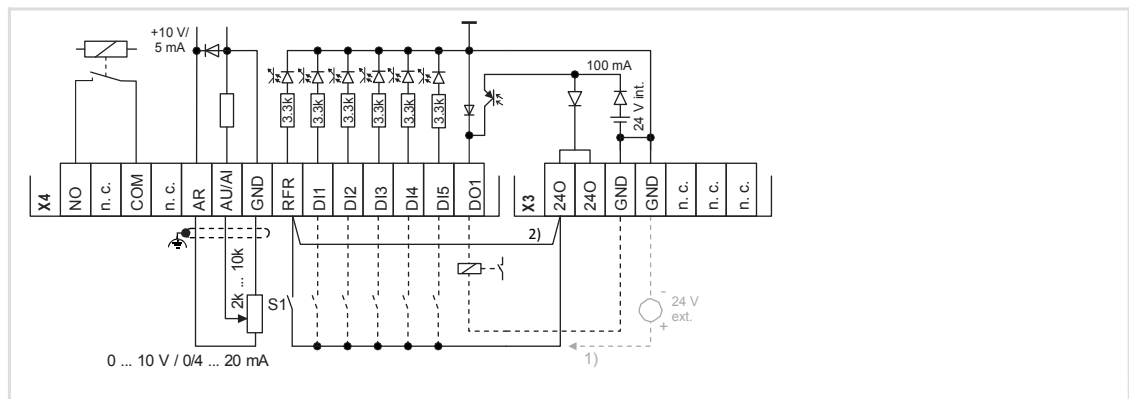 +10 V/
5 mA
100 mA
3.3k
3.3k
3.3k
3.3k
3.3k
3.3k
24 V int.
X4
NO
n. c.
COM
n. c.
AR
AU/AI
GND
RFR
DI1
DI2
DI3
DI4
DI5
DO1
X3
24O
24O
GND
GND
n. c.
n. c.
n. c.
2)
2k ... 10k
S1
-
24 V
ext.
+
1)
0 ... 10 V / 0/4 ... 20 mA